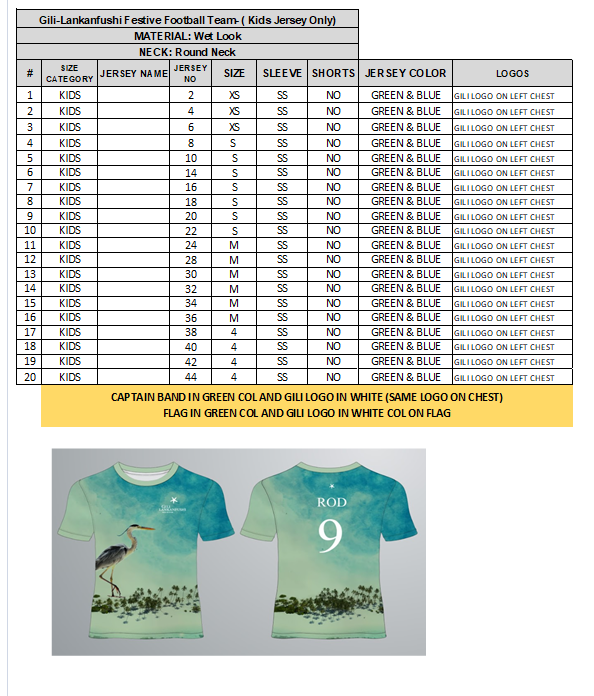 Gili-Lankanfushi Festive Football Team- ( Kids Jersey Only)
MATERIAL: Wet Look
NECK: Round Neck
# SIZE CATEGORY JERSEY NAME JERSEY NO SIZE SLEEVE SHORTS JERSEY COLOR LOGOS
1 KIDS 2 XS SS NO GREEN & BLUE GILI LOGO ON LEFT CHEST
2 KIDS 4 XS SS NO GREEN & BLUE GILI LOGO ON LEFT CHEST
3 KIDS 6 XS SS NO GREEN & BLUE GILI LOGO ON LEFT CHEST
4 KIDS 8 S SS NO GREEN & BLUE GILI LOGO ON LEFT CHEST
5 KIDS 10 S SS NO GREEN & BLUE GILI LOGO ON LEFT CHEST
6 KIDS 14 S SS NO GREEN & BLUE GILI LOGO ON LEFT CHEST
7 KIDS 16 S SS NO GREEN & BLUE GILI LOGO ON LEFT CHEST
8 KIDS 18 S SS NO GREEN & BLUE GILI LOGO ON LEFT CHEST
9 KIDS 20 S SS NO GREEN & BLUE GILI LOGO ON LEFT CHEST
10 KIDS 22 S SS NO GREEN & BLUE GILI LOGO ON LEFT CHEST
11 KIDS 24 M SS NO GREEN & BLUE GILI LOGO ON LEFT CHEST
12 KIDS 28 M SS NO GREEN & BLUE GILI LOGO ON LEFT CHEST
13 KIDS 30 M SS NO GREEN & BLUE GILI LOGO ON LEFT CHEST
14 KIDS 32 M SS NO GREEN & BLUE GILI LOGO ON LEFT CHEST
15 KIDS 34 M SS NO GREEN & BLUE GILI LOGO ON LEFT CHEST
16 KIDS 36 M SS NO GREEN & BLUE GILI LOGO ON LEFT CHEST
17 KIDS 38 4 SS NO GREEN & BLUE GILI LOGO ON LEFT CHEST
18 KIDS 40 4 SS NO GREEN & BLUE GILI LOGO ON LEFT CHEST
19 KIDS 42 4 SS NO GREEN & BLUE GILI LOGO ON LEFT CHEST
20 KIDS 44 4 SS NO GREEN & BLUE GILI LOGO ON LEFT CHEST
CAPTAIN BAND IN GREEN COL AND GILI LOGO IN WHITE (SAME LOGO ON CHEST)
FLAG IN GREEN COL AND GILI LOGO IN WHITE COL ON FLAG
ROD
9